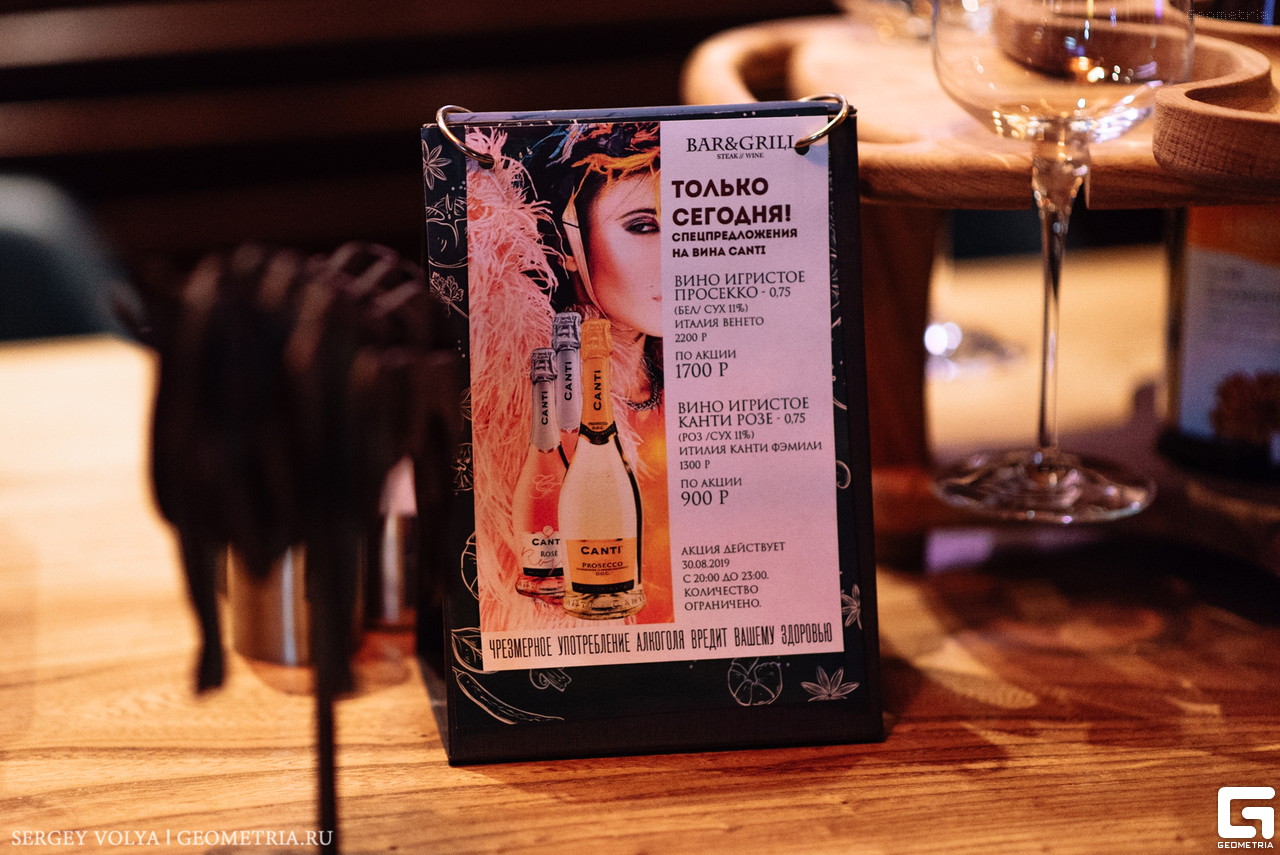 Geometria
BAR&GRILL
STEAK // WINE
ТОЛЬКО
СЕГОДНЯ!
СПЕЦПРЕДЛОЖЕНИЯ
НА ВИНА CANTI
ВИНО ИГРИСТОЕ
ПРОСЕККО - 0,75
(БЕЛ/ СУХ 11%)
ИТАЛИЯ ВЕНЕТО
2200 Р
ПО АКЦИИ
1700 Р
ВИНО ИГРИСТОЕ
КАНТИ РОЗЕ - 0,75
(РОЗ /СУХ 11%)
ИТИЛИЯ КАНТИ ФЭМИЛИ
1300 Р
ПО АКЦИИ
900 Р
АКЦИЯ ДЕЙСТВУЕТ
30.08.2019
С 20:00 ДО 23:00.
КОЛИЧЕСТВО
ОГРАНИЧЕНО.
CANTI
CANTI
CANTI
CANTI
ROSÉ
CANTI
PROSECCO
D.O.C.
ЧРЕЗМЕРНОЕ УПОТРЕБЛЕНИЕ АЛКОГОЛЯ ВРЕДИТ ВАШЕМУ ЗДОРОВЬЮ
SERGEY VOLYA | GEOMETRIA.RU
GEOMETRIA